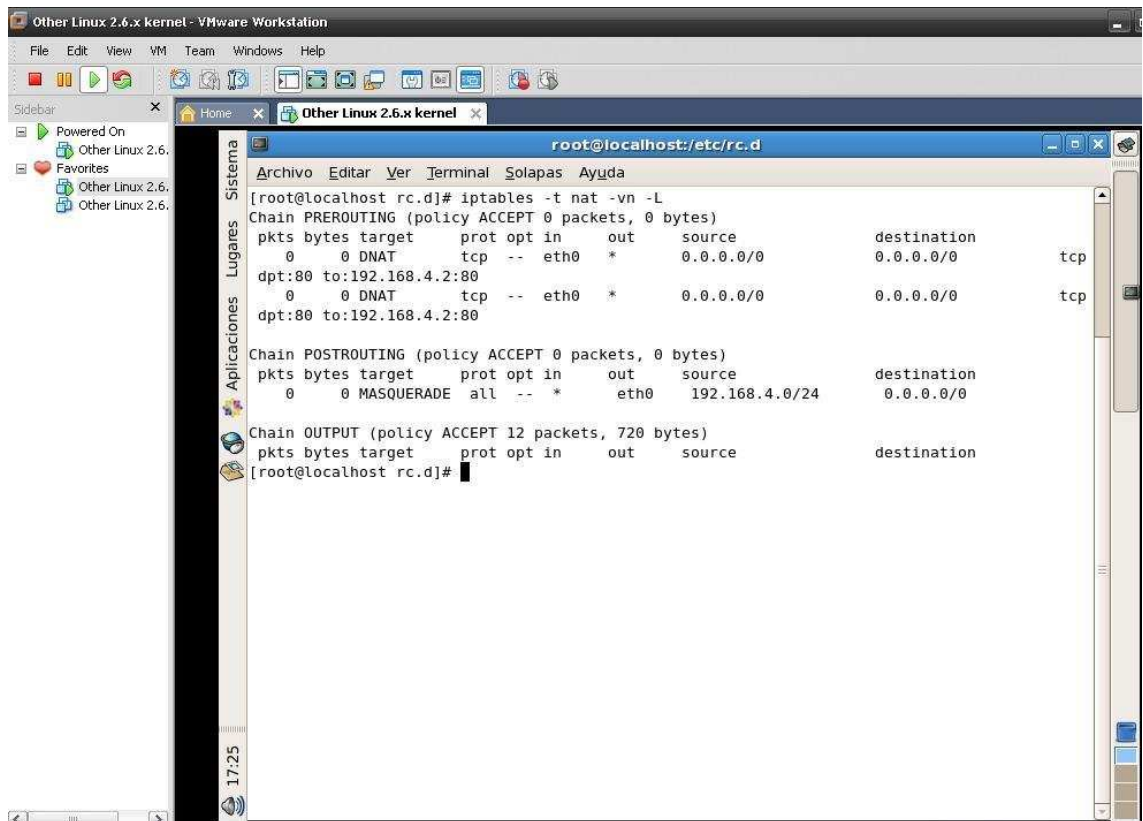 Other Linux 2.6.x kernel - VMware Workstation
File Edit View VM Team Windows Help
Sidebar
Home Other Linux 2.6.x kernel
Powered On
Other Linux 2.6.
Favorites
Other Linux 2.6.
Other Linux 2.6.
Sistema
Lugares
Aplicaciones
17:25
root@localhost:/etc/rc.d
Archivo Editar Ver Terminal Solapas Ayuda
[root@localhost rc.d]# iptables -t nat -vn -L
Chain PREROUTING (policy ACCEPT 0 packets, 0 bytes)
pkts bytes target prot opt in out source destination
0 0 DNAT tcp -- eth0 * 0.0.0.0/0 0.0.0.0/0 tcp
dpt:80 to:192.168.4.2:80
0 0 DNAT tcp -- eth0 * 0.0.0.0/0 0.0.0.0/0 tcp
dpt:80 to:192.168.4.2:80
Chain POSTROUTING (policy ACCEPT 0 packets, 0 bytes)
pkts bytes target prot opt in out source destination
0 0 MASQUERADE all -- * eth0 192.168.4.0/24 0.0.0.0/0
Chain OUTPUT (policy ACCEPT 12 packets, 720 bytes)
pkts bytes target prot opt in out source destination
[root@localhost rc.d]#